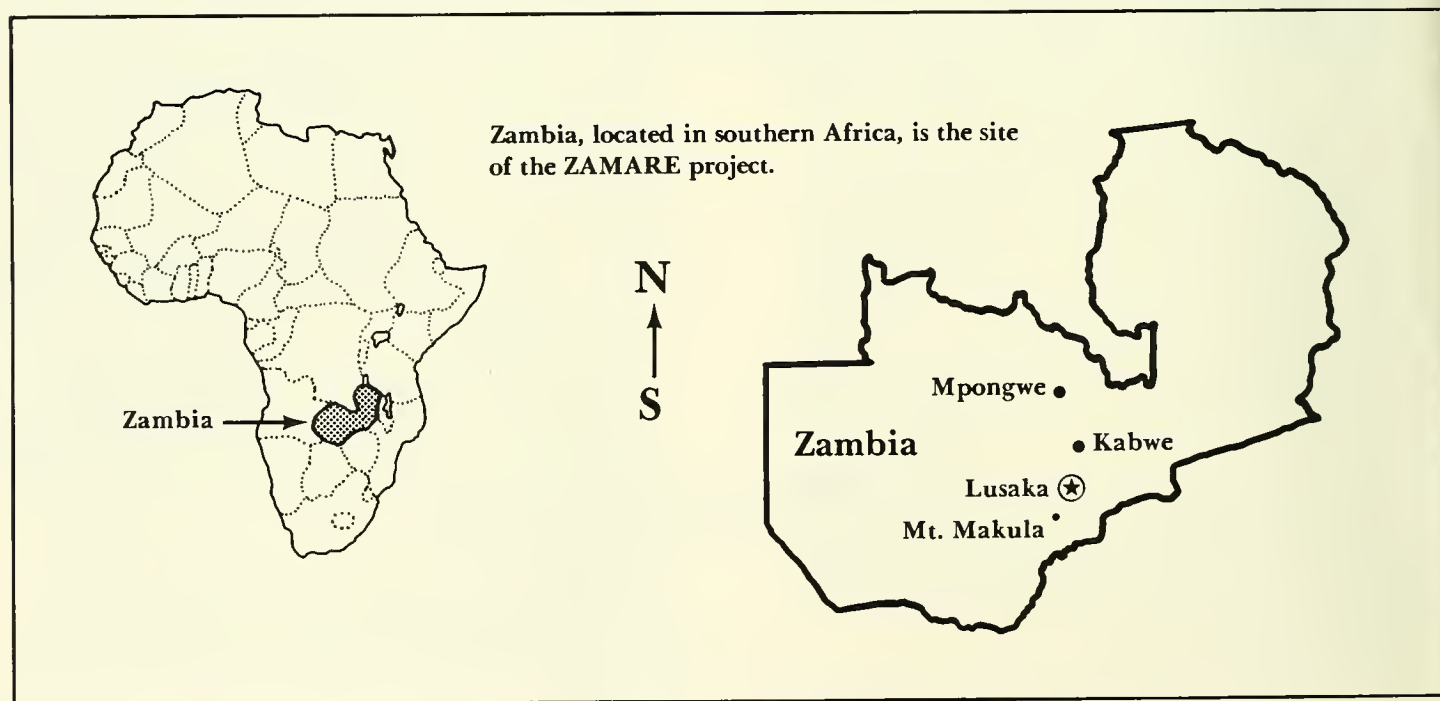 Zambia, located in southern Africa, is the site
of the ZAMARE project.
Zambia
N
S
Mpongwe
Zambia
Kabwe
Lusaka
Mt. Makula